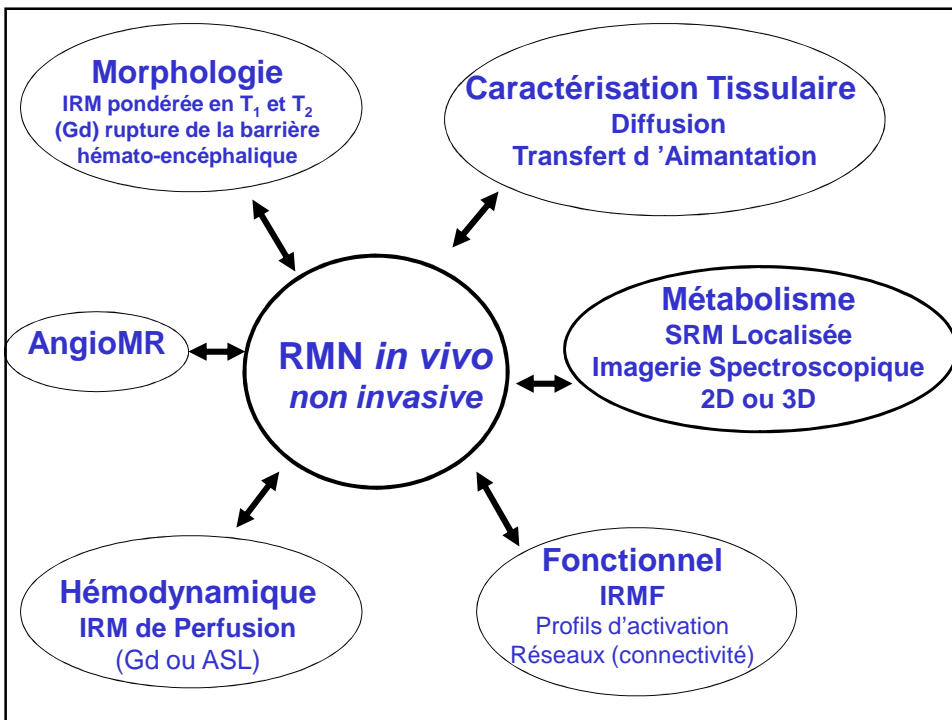 Morphologie
IRM pondérée en T₁ et T₂
(Gd) rupture de la barrière
hémato-encéphalique
Caractérisation Tissulaire
Diffusion
Transfert d ’Aimantation
AngioMR
RMN in vivo
non invasive
Métabolisme
SRM Localisée
Imagerie Spectroscopique
2D ou 3D
Hémodynamique
IRM de Perfusion
(Gd ou ASL)
Fonctionnel
IRMF
Profils d’activation
Réseaux (connectivité)